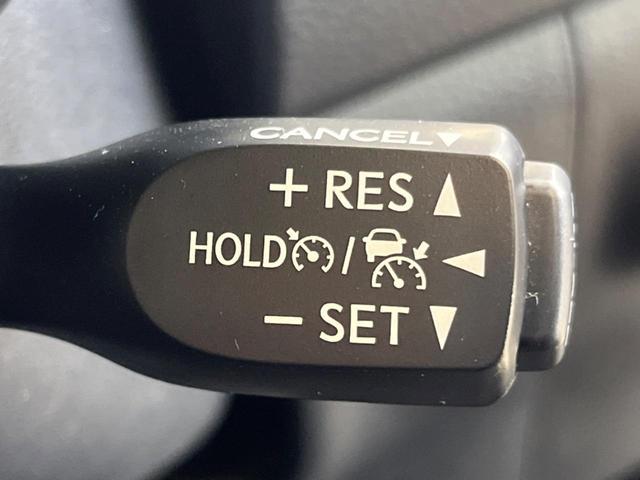 CANCEL
+ RES
HOLD /
− SET